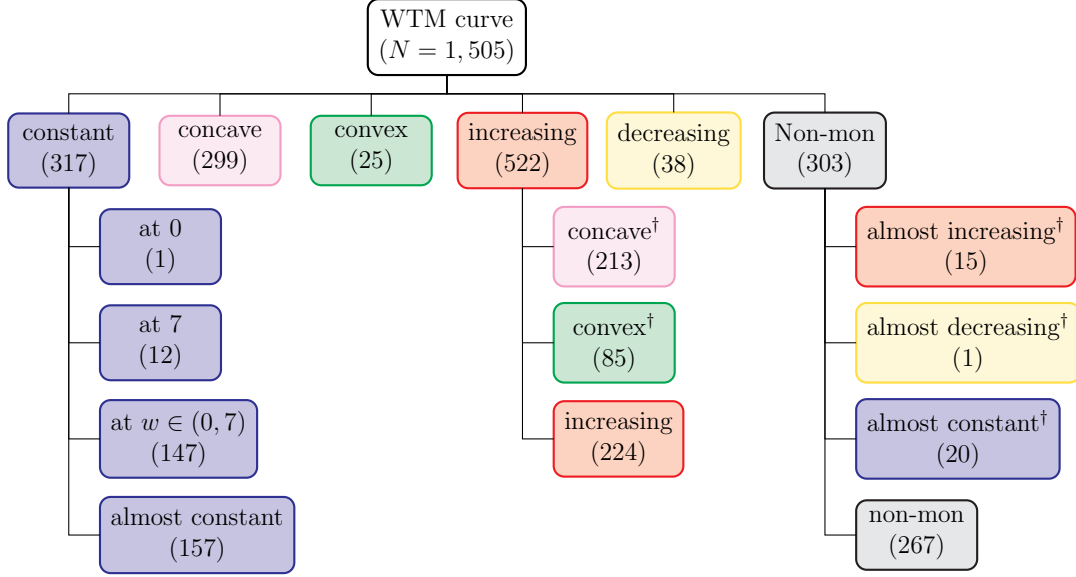 WTM curve
(N = 1, 505)
constant
(317)
concave
(299)
convex
(25)
increasing
(522)
decreasing
(38)
Non-mon
(303)
at 0
(1)
at 7
(12)
at w ∈ (0, 7)
(147)
almost constant
(157)
concave†
(213)
convex†
(85)
increasing
(224)
almost increasing†
(15)
almost decreasing†
(1)
almost constant†
(20)
non-mon
(267)